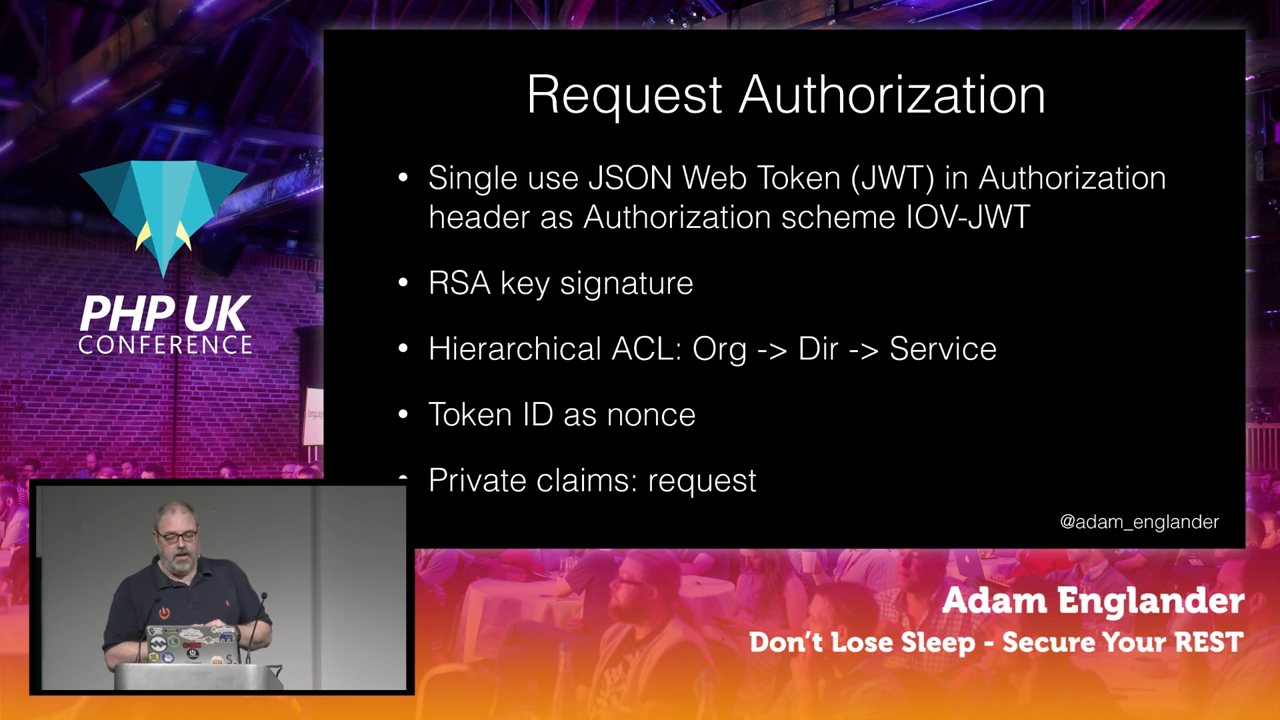 Request Authorization
• Single use JSON Web Token (JWT) in Authorization
header as Authorization scheme IOV-JWT
• RSA key signature
• Hierarchical ACL: Org -> Dir -> Service
• Token ID as nonce
• Private claims: request
@adam_englander
PHP UK
CONFERENCE
Adam Englander
Don't Lose Sleep - Secure Your REST